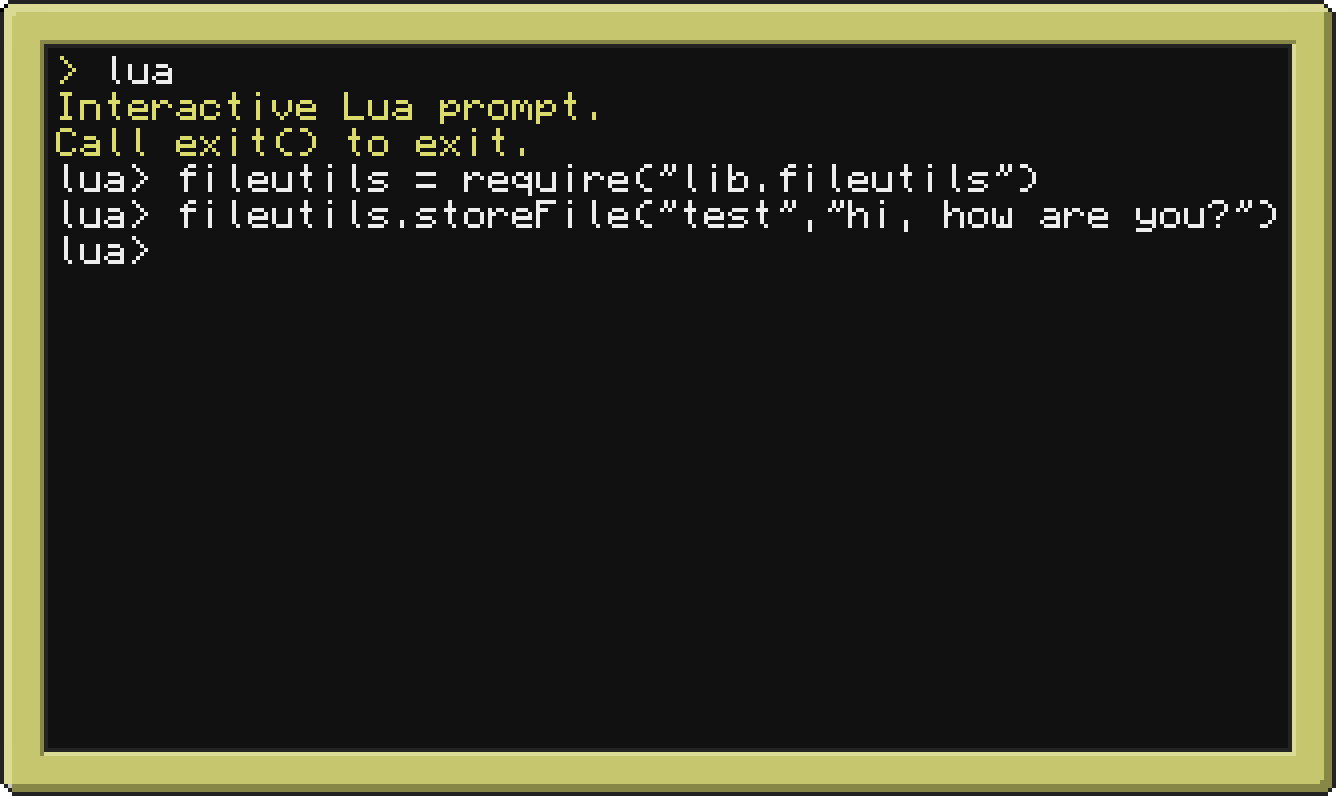 > lua
Interactive Lua prompt.
Call exit() to exit.
lua> fileutils = require("lib.fileutils")
lua> fileutils.storeFile("test","hi, how are you?")
lua>